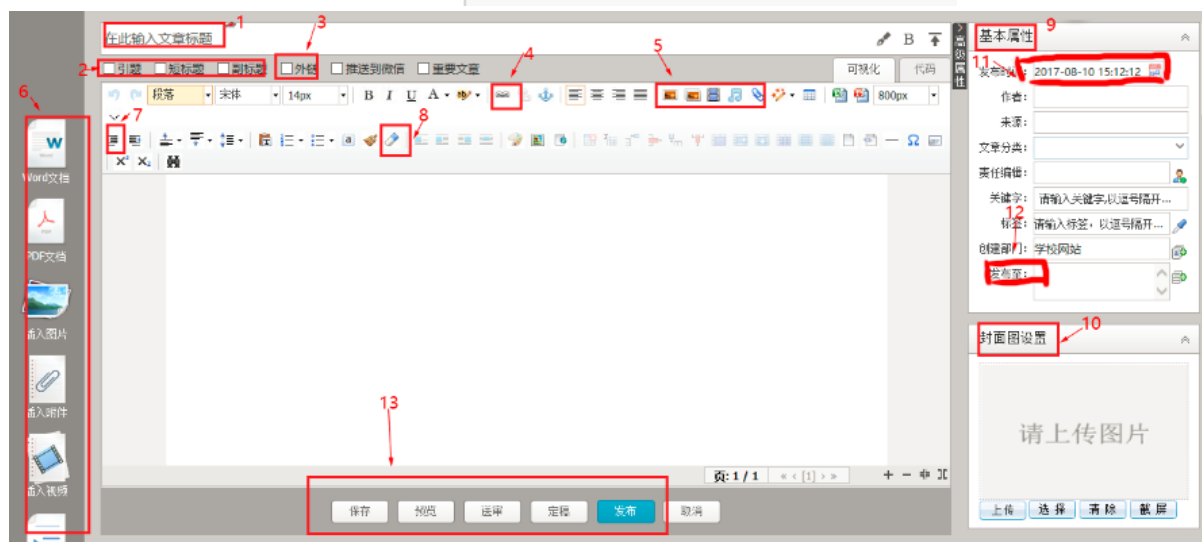 1
3
9
在此输入文章标题
B
基本属性
4
5
2
引题 短标题 副标题 外链 推送到微信 重要文章
可视化 代码
高级属性
11
发布时间: 2017-08-10 15:12:12
6
段落 宋体 14px B I U A 800px
作者:
7
8
来源:
文章分类:
W
Word文档
X² X₂
责任编辑:
关键字: 请输入关键字,以逗号隔开...
12
标签: 请输入标签，以逗号隔开...
PDF文档
创建部门: 学校网站
发布至:
插入图片
10
封面图设置
13
插入附件
请上传图片
页: 1 / 1 « < [1] > »
插入视频
保存 预览 送审 定稿 发布 取消
上传 选择 清除 截屏